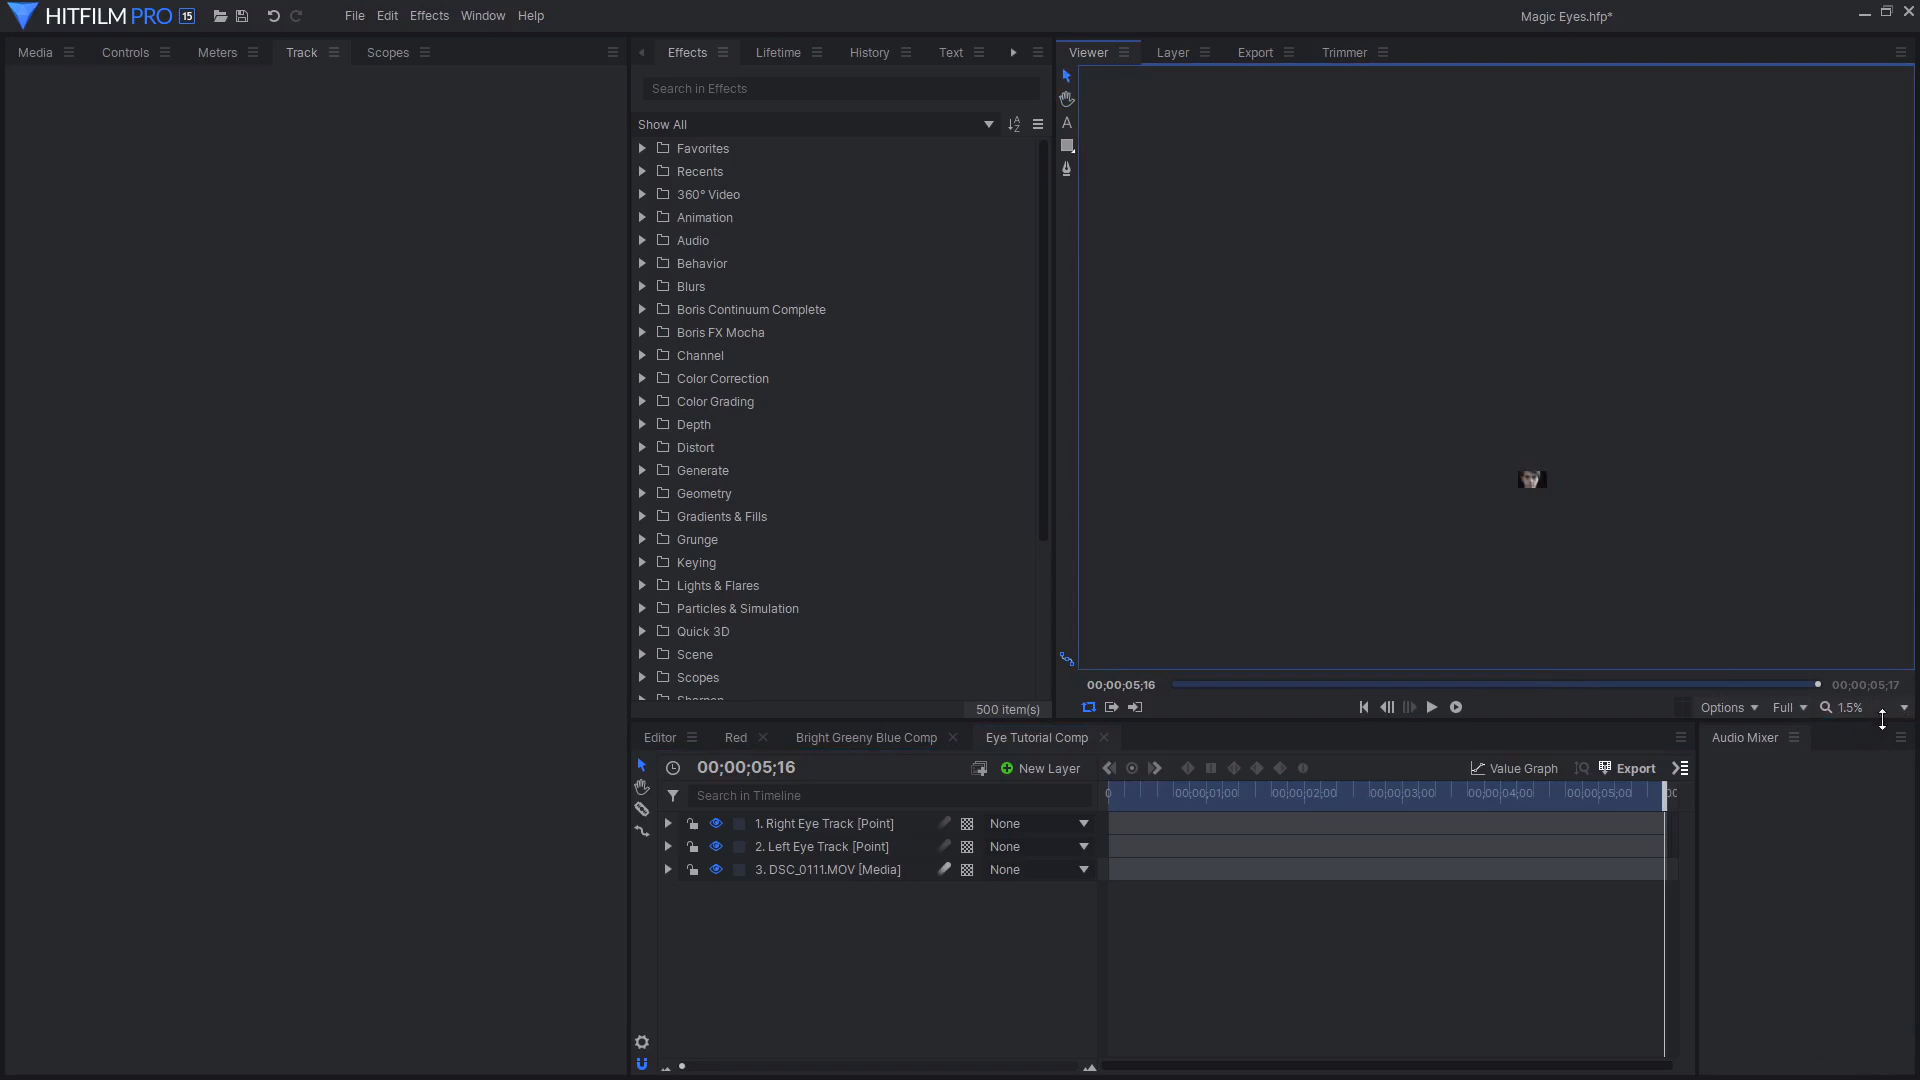 HITFILM PRO 15
File Edit Effects Window Help
Magic Eyes.hfp*
Media Controls Meters Track Scopes
Effects Lifetime History Text
Search in Effects
Show All
Favorites
Recents
360° Video
Animation
Audio
Behavior
Blurs
Boris Continuum Complete
Boris FX Mocha
Channel
Color Correction
Color Grading
Depth
Distort
Generate
Geometry
Gradients & Fills
Grunge
Keying
Lights & Flares
Particles & Simulation
Quick 3D
Scene
Scopes
500 item(s)
Viewer Layer Export Trimmer
A
00;00;05;16
00;00;05;17
Options Full 1.5%
Editor Red Bright Greeny Blue Comp Eye Tutorial Comp
Audio Mixer
00;00;05;16
New Layer
Value Graph
Export
Search in Timeline
0 00;00;01;00 00;00;02;00 00;00;03;00 00;00;04;00 00;00;05;00
1. Right Eye Track [Point] None
2. Left Eye Track [Point] None
3. DSC_0111.MOV [Media] None